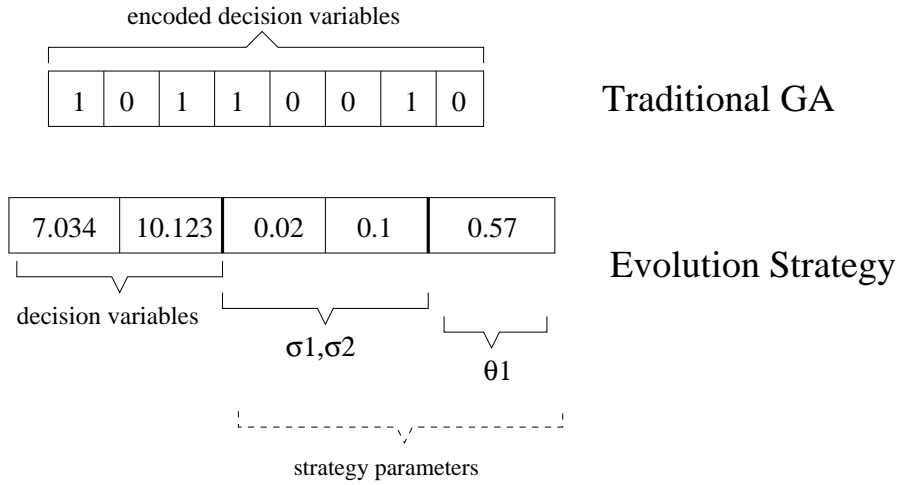 encoded decision variables
1 0 1 1 0 0 1 0
Traditional GA
7.034 10.123 0.02 0.1 0.57
Evolution Strategy
decision variables
σ1,σ2
θ1
strategy parameters